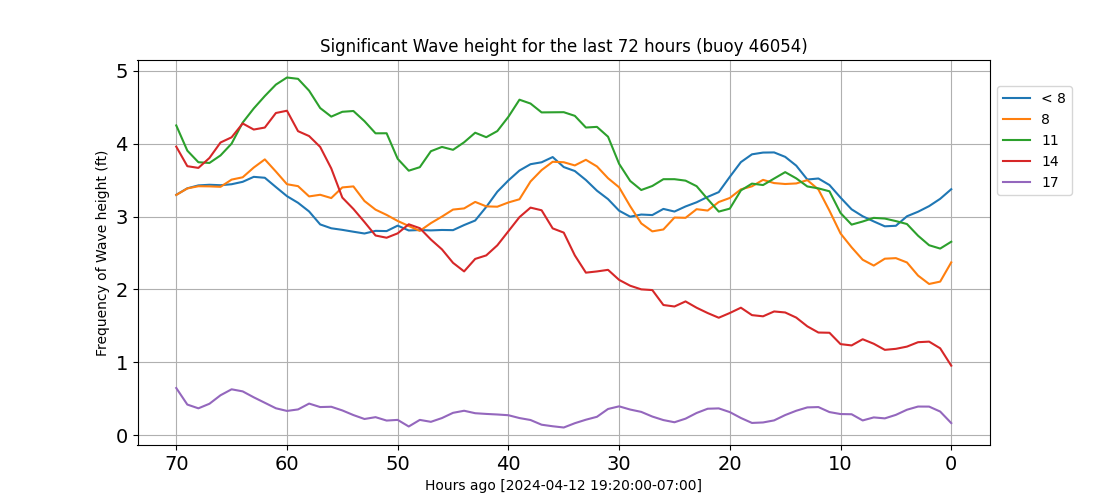 Significant Wave height for the last 72 hours (buoy 46054)
Frequency of Wave height (ft)
5
4
3
2
1
0
70 60 50 40 30 20 10 0
Hours ago [2024-04-12 19:20:00-07:00]
< 8
8
11
14
17